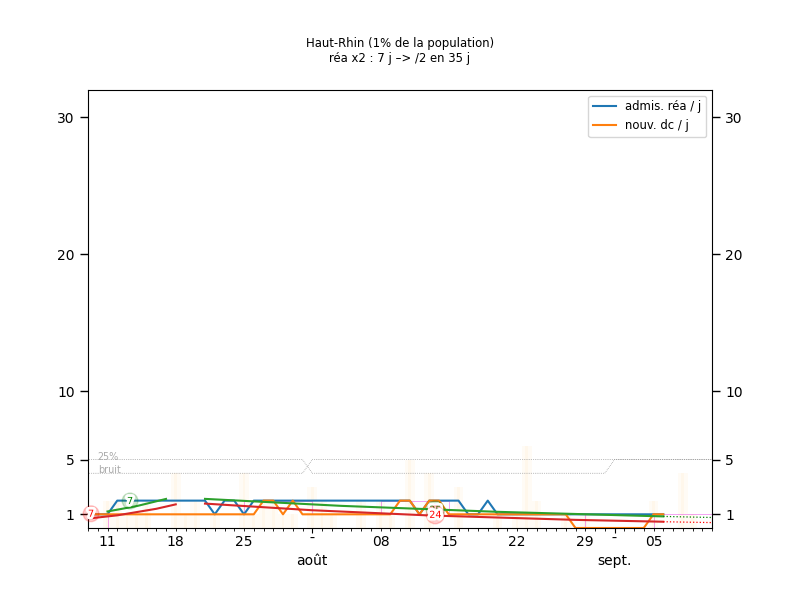 Haut-Rhin (1% de la population)
réa x2 : 7 j –> /2 en 35 j
admis. réa / j
nouv. dc / j
30 30
20 20
10 10
5 5
1 1
25%
bruit
7
7
24
11 18 25 - 08 15 22 29 - 05
août sept.